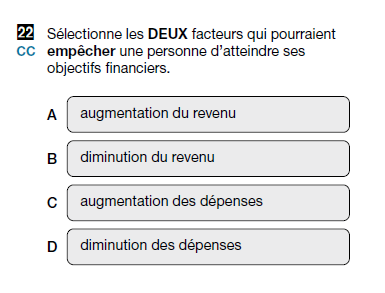 22 Sélectionne les DEUX facteurs qui pourraient
CC empêcher une personne d'atteindre ses
objectifs financiers.
A augmentation du revenu
B diminution du revenu
C augmentation des dépenses
D diminution des dépenses